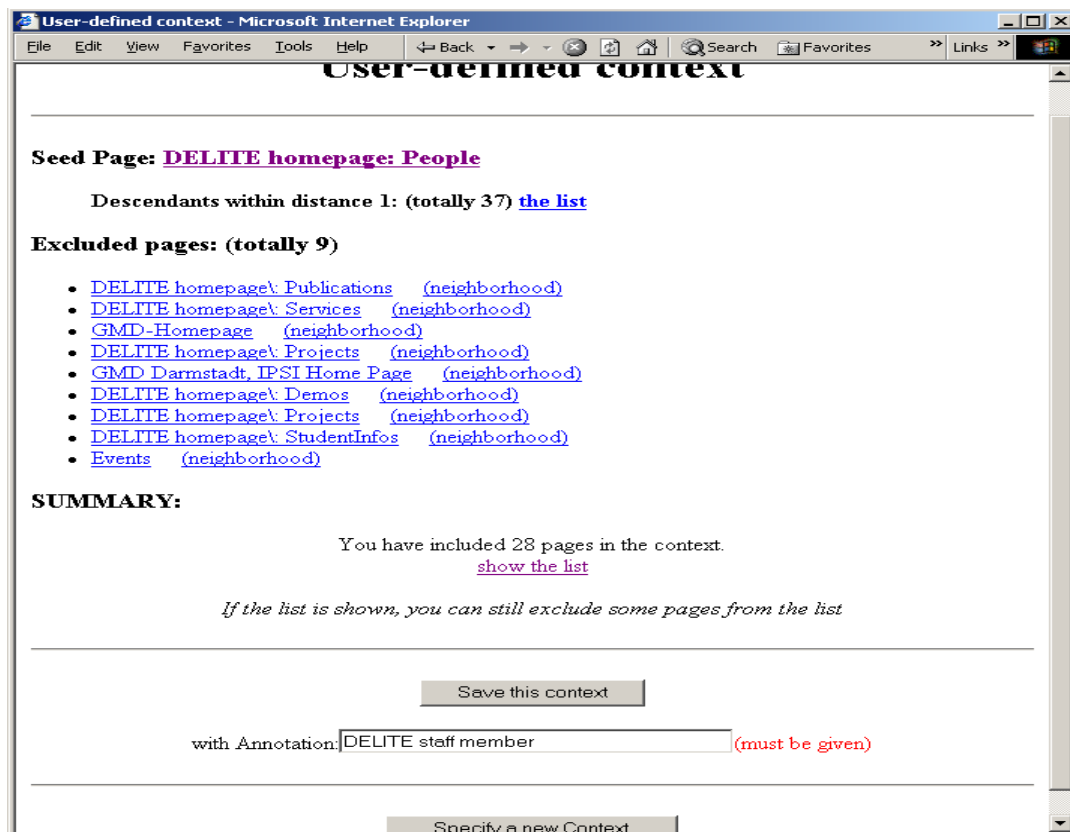 User-defined context - Microsoft Internet Explorer
File Edit View Favorites Tools Help Back Search Favorites » Links »
User-defined context
Seed Page: DELITE homepage: People
Descendants within distance 1: (totally 37) the list
Excluded pages: (totally 9)
• DELITE homepage\: Publications (neighborhood)
• DELITE homepage\: Services (neighborhood)
• GMD-Homepage (neighborhood)
• DELITE homepage\: Projects (neighborhood)
• GMD Darmstadt, IPSI Home Page (neighborhood)
• DELITE homepage\: Demos (neighborhood)
• DELITE homepage\: Projects (neighborhood)
• DELITE homepage\: StudentInfos (neighborhood)
• Events (neighborhood)
SUMMARY:
You have included 28 pages in the context.
show the list
If the list is shown, you can still exclude some pages from the list
Save this context
with Annotation: DELITE staff member (must be given)
Specify a new Context